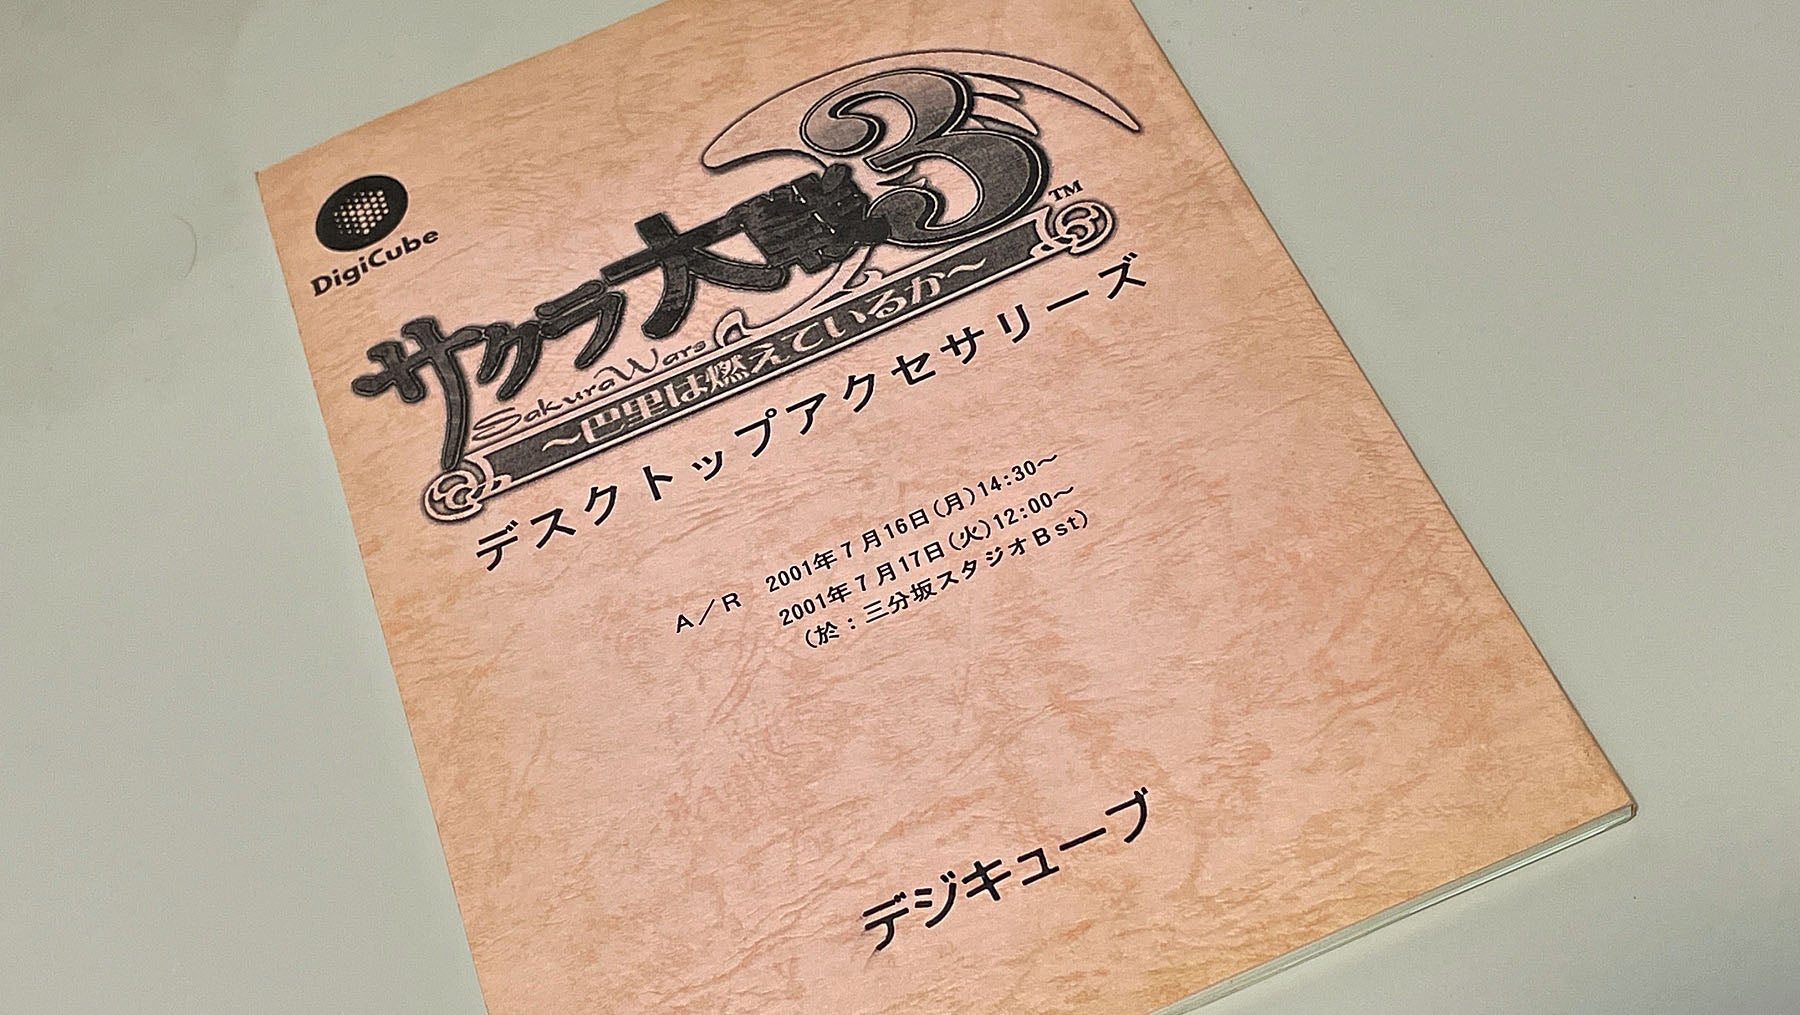 DigiCube
サクラ大戦3™
Sakura Wars
～巴里は燃えているか～
デスクトップアクセサリーズ
A／R 2001年7月16日(月)14:30～
2001年7月17日(火)12:00～
(於：三分坂スタジオBst)
デジキューブ